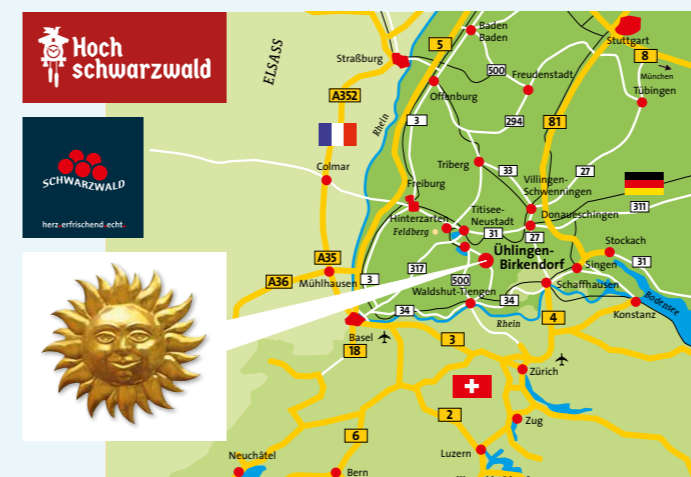 Hoch
schwarzwald
SCHWARZWALD
herz.erfrischend.echt.
ELSASS
Baden
Baden
Stuttgart
5
8
München
Straßburg
500
Freudenstadt
Tübingen
A352
Offenburg
Rhein
3
294
81
Colmar
Triberg
33
27
Villingen-
Schwenningen
Freiburg
311
Hinterzarten
Titisee-
Neustadt
Donaueschingen
Feldberg
31
27
Stockach
Ühlingen-
Birkendorf
A35
317
Singen
31
A36
Mühlhausen
3
500
Schaffhausen
Waldshut-Tiengen
34
Bodensee
34
Rhein
4
Konstanz
Basel
3
18
Zürich
2
Zug
6
Luzern
Neuchâtel
Bern